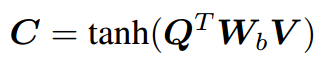 C = tanh(Q^T W_b V)